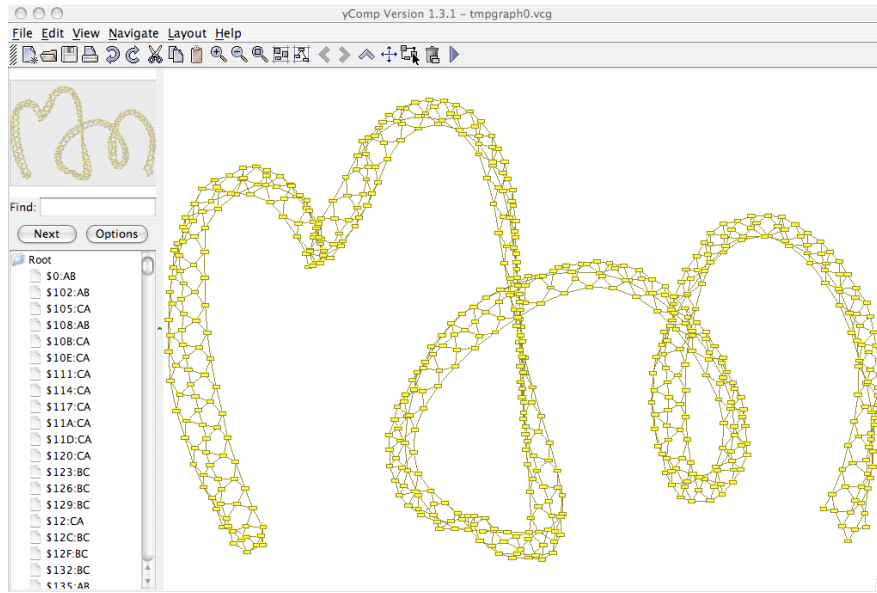 yComp Version 1.3.1 – tmpgraph0.vcg
File Edit View Navigate Layout Help
Find:
Next Options
Root
$0:AB
$102:AB
$105:CA
$108:AB
$10B:CA
$10E:CA
$111:CA
$114:CA
$117:CA
$11A:CA
$11D:CA
$120:CA
$123:BC
$126:BC
$129:BC
$12:CA
$12C:BC
$12F:BC
$132:BC
$135:AB